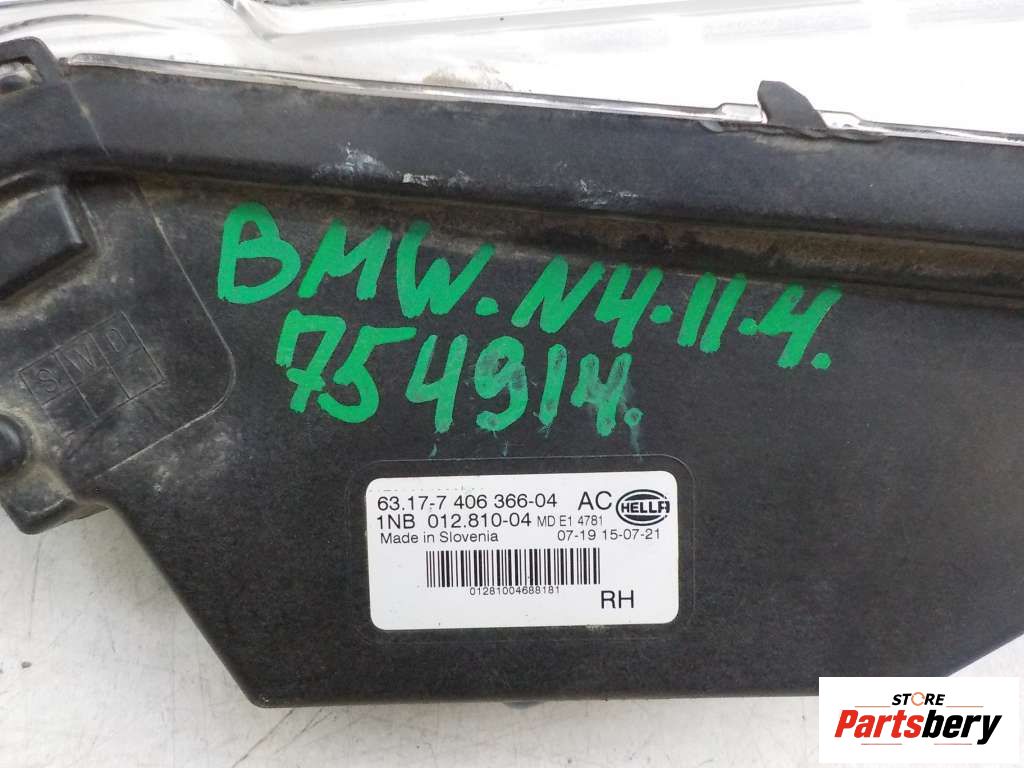 BMW.N4.11.4.
754914.
SWD
63.17-7 406 366-04 AC HELLA
1NB 012.810-04 MD E1 4781
Made in Slovenia 07-19 15-07-21
01281004688181
RH
STORE
Partsbery